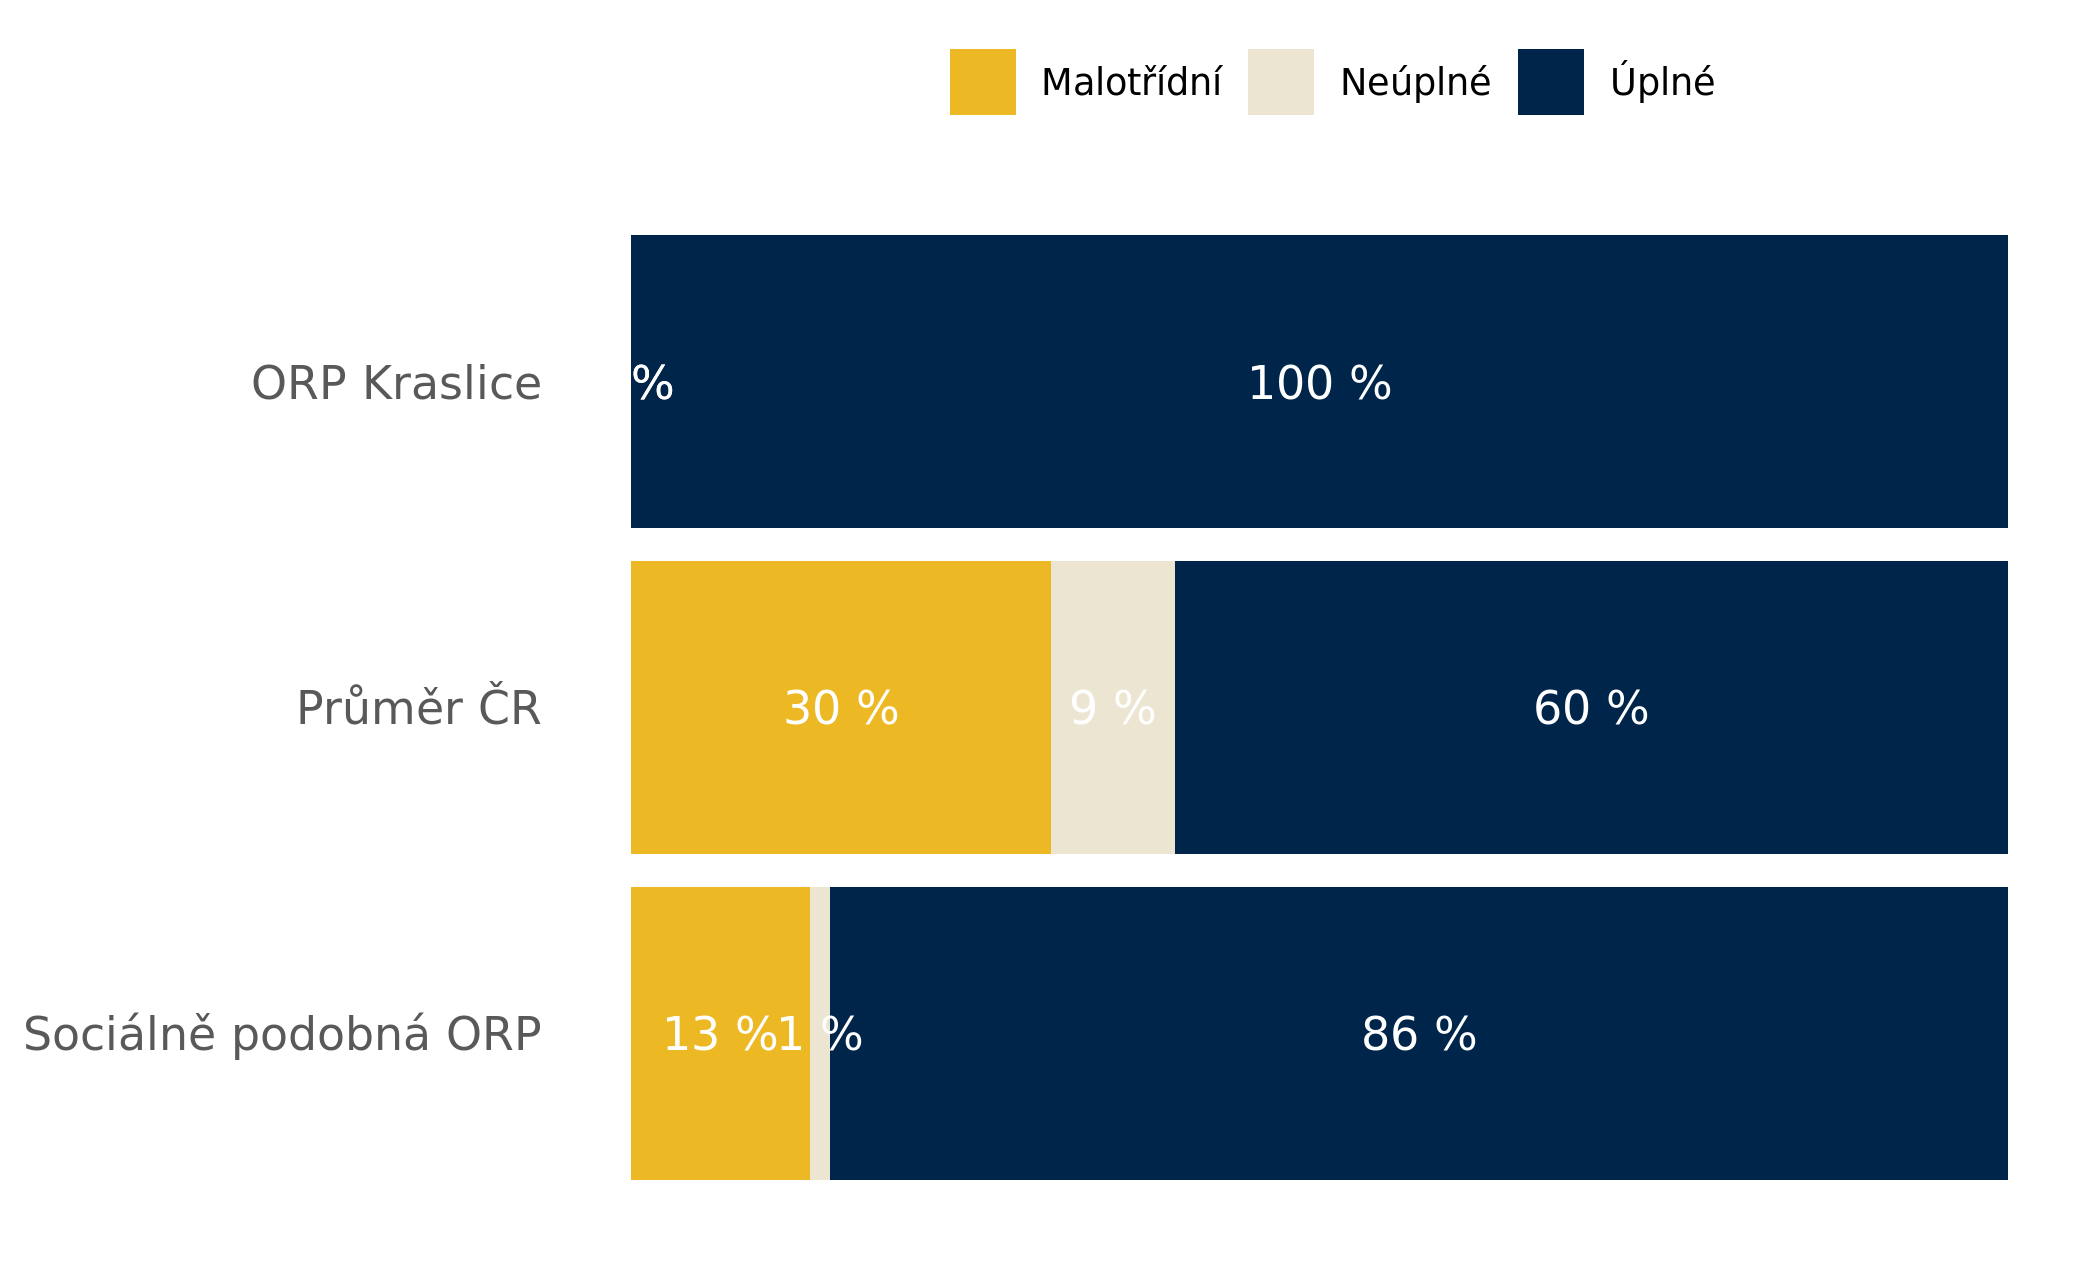 Malotřídní Neúplné Úplné
ORP Kraslice % 100 %
Průměr ČR 30 % 9 % 60 %
Sociálně podobná ORP 13 % 1 % 86 %